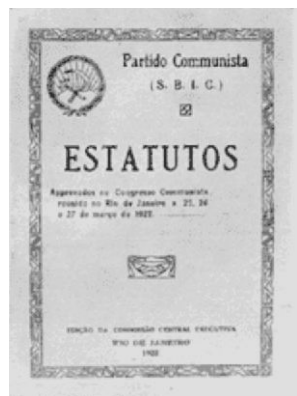 Partido Communista
(S. B. I. C.)
ESTATUTOS
Approvados no Congresso Communista
reunido no Rio de Janeiro a 25, 26
e 27 de março de 1922.
EDIÇÃO DA COMMISSÃO CENTRAL EXECUTIVA
RIO DE JANEIRO
1922